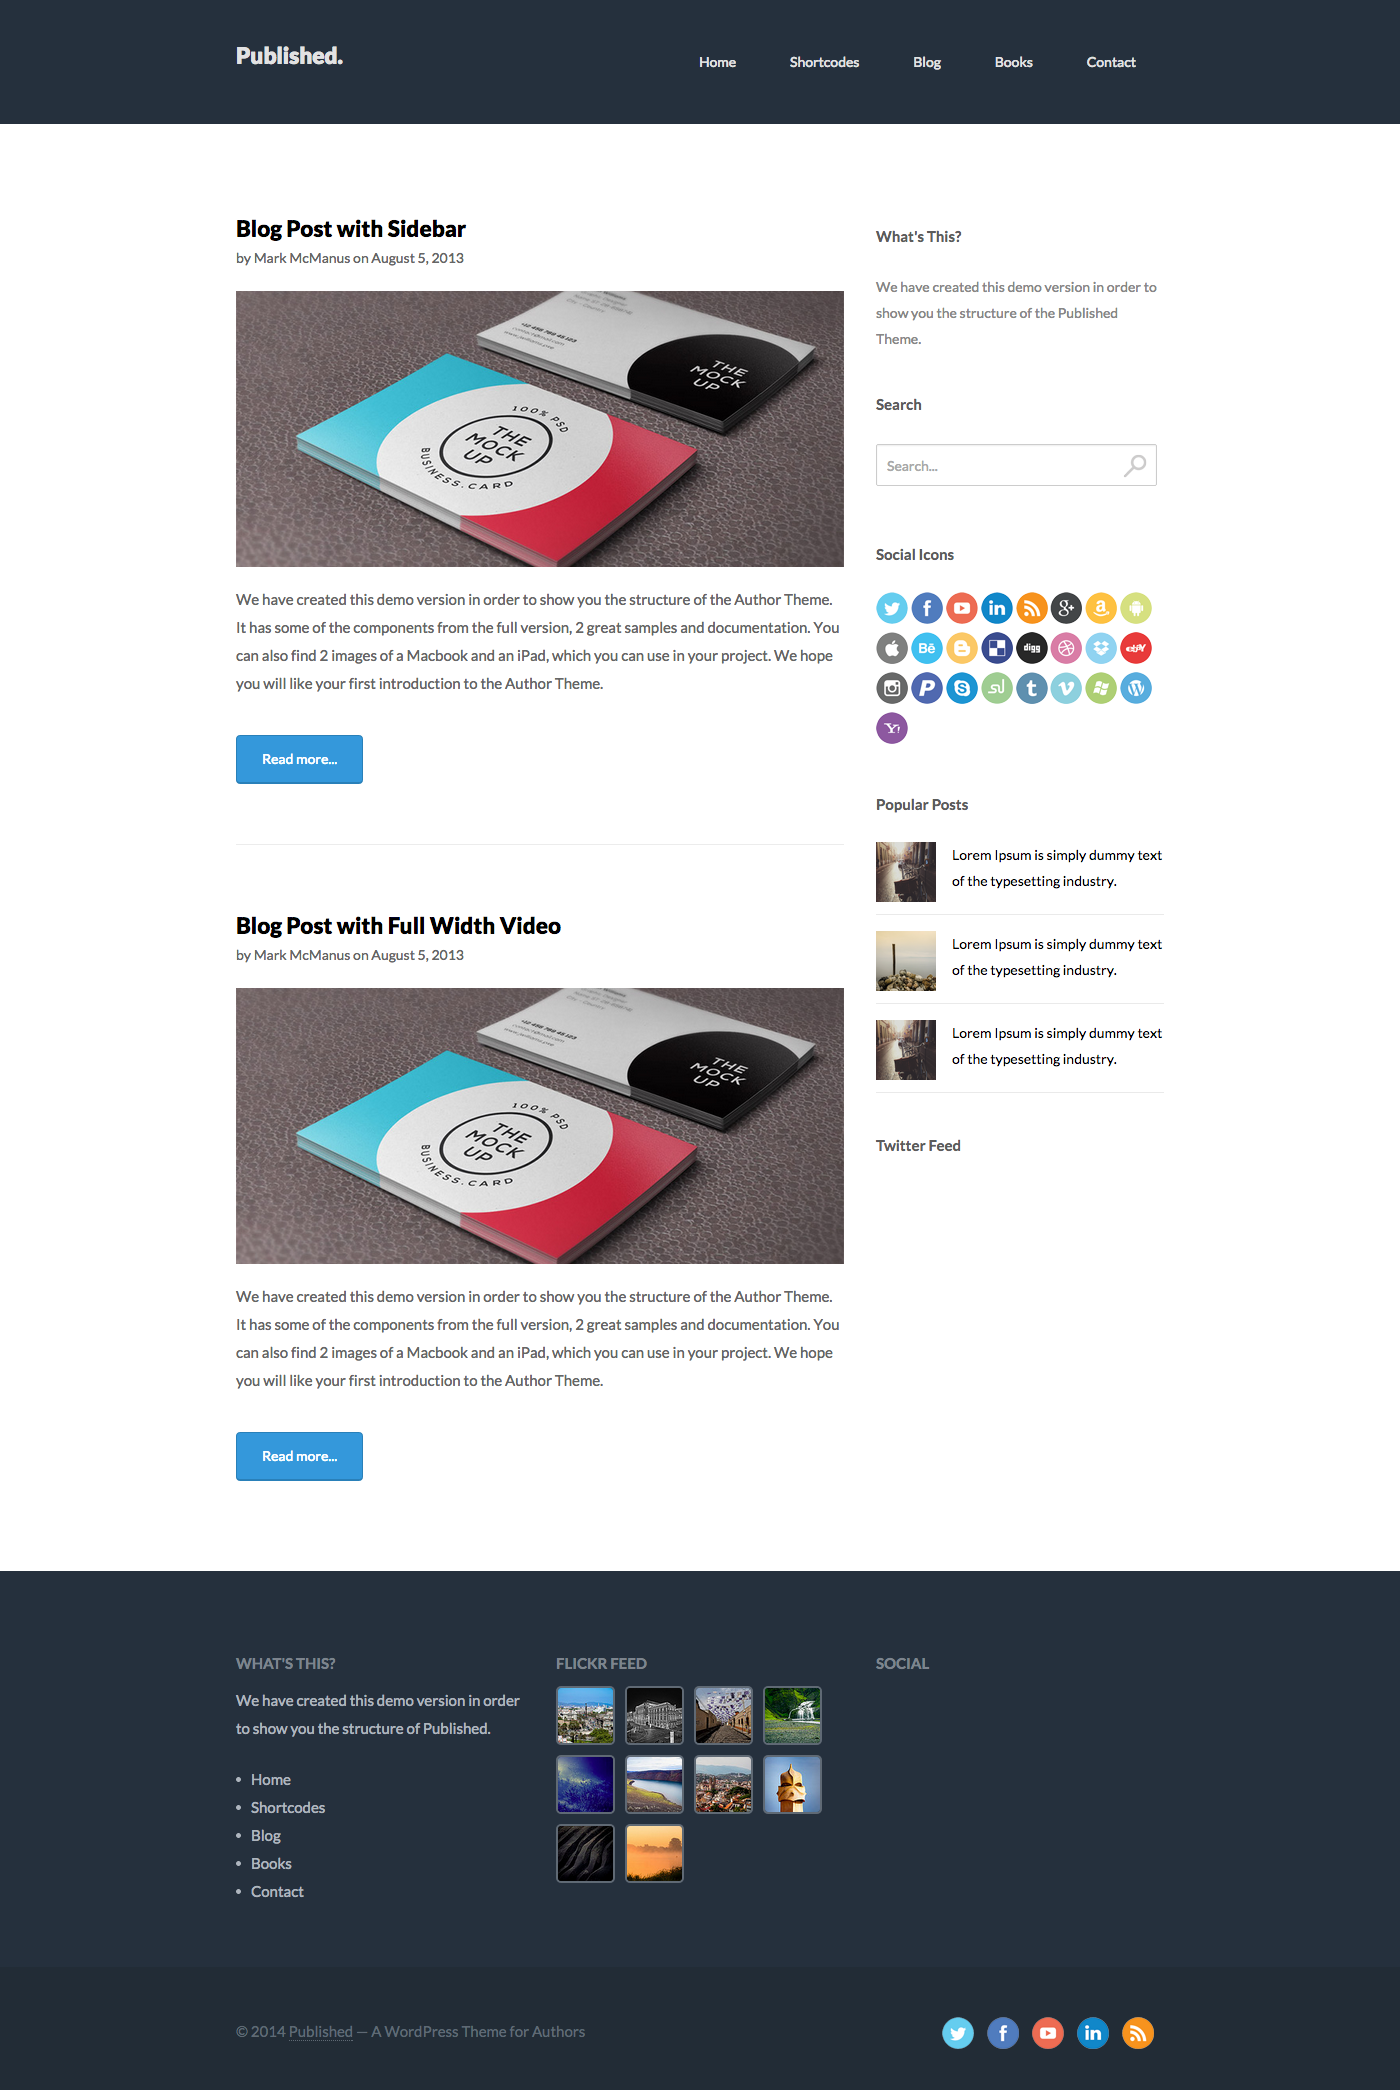 Published.
Home
Shortcodes
Blog
Books
Contact
Blog Post with Sidebar
by Mark McManus on August 5, 2013
THE
MOCK
UP
100% PSD
THE
MOCK
UP
BUSINESS.CARD
We have created this demo version in order to show you the structure of the Author Theme.
It has some of the components from the full version, 2 great samples and documentation. You
can also find 2 images of a Macbook and an iPad, which you can use in your project. We hope
you will like your first introduction to the Author Theme.
Read more...
Blog Post with Full Width Video
by Mark McManus on August 5, 2013
THE
MOCK
UP
100% PSD
THE
MOCK
UP
BUSINESS.CARD
We have created this demo version in order to show you the structure of the Author Theme.
It has some of the components from the full version, 2 great samples and documentation. You
can also find 2 images of a Macbook and an iPad, which you can use in your project. We hope
you will like your first introduction to the Author Theme.
Read more...
What's This?
We have created this demo version in order to
show you the structure of the Published
Theme.
Search
Search...
Social Icons
Bē
digg
ebay
Popular Posts
Lorem Ipsum is simply dummy text
of the typesetting industry.
Lorem Ipsum is simply dummy text
of the typesetting industry.
Lorem Ipsum is simply dummy text
of the typesetting industry.
Twitter Feed
WHAT'S THIS?
We have created this demo version in order
to show you the structure of Published.
• Home
• Shortcodes
• Blog
• Books
• Contact
FLICKR FEED
SOCIAL
© 2014 Published — A WordPress Theme for Authors